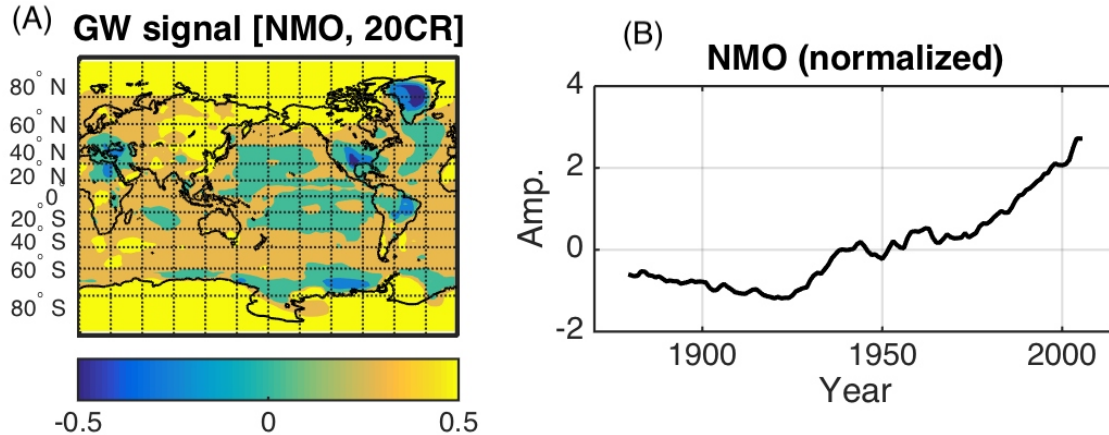 (A)
GW signal [NMO, 20CR]
80° N
60° N
40° N
20° N
0°
20° S
40° S
60° S
80° S
-0.5 0 0.5
(B)
NMO (normalized)
Amp.
4
2
0
-2
1900 1950 2000
Year